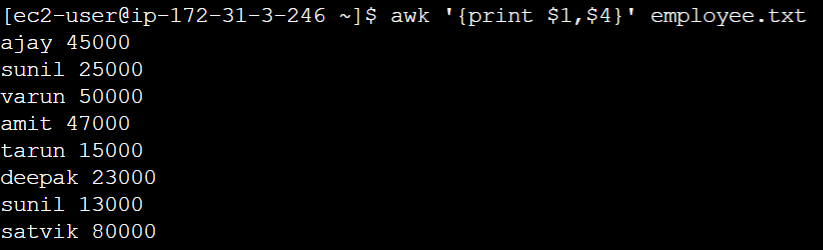 [ec2-user@ip-172-31-3-246 ~]$ awk '{print $1,$4}' employee.txt
ajay 45000
sunil 25000
varun 50000
amit 47000
tarun 15000
deepak 23000
sunil 13000
satvik 80000